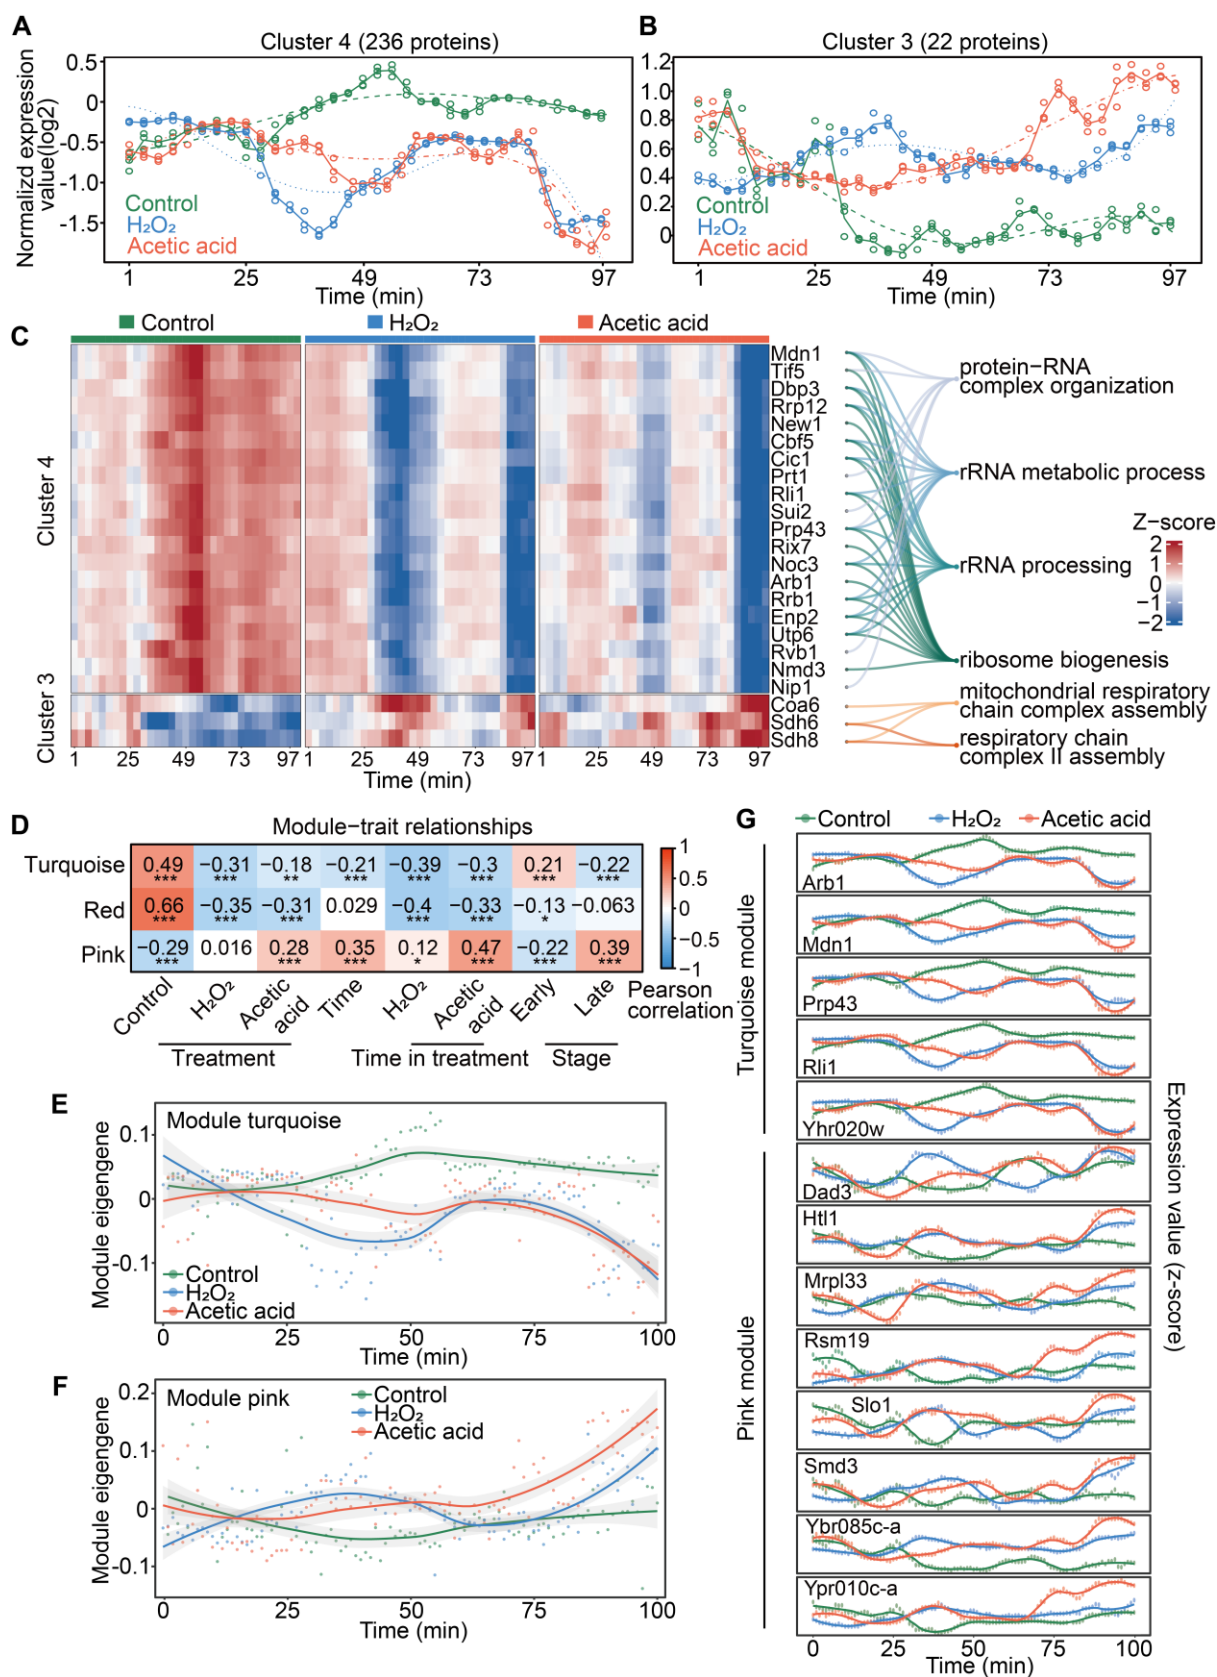 A
Cluster 4 (236 proteins)
Normalizd expression
value(log2)
0.5
0
-0.5
-1.0
-1.5
Control
H₂O₂
Acetic acid
1
25
49
73
97
Time (min)
B
Cluster 3 (22 proteins)
1.2
1.0
0.8
0.6
0.4
0.2
0
Control
H₂O₂
Acetic acid
1
25
49
73
97
Time (min)
C
Control
H₂O₂
Acetic acid
Cluster 4
Cluster 3
Mdn1
Tif5
Dbp3
Rrp12
New1
Cbf5
Cic1
Prt1
Rli1
Sui2
Prp43
Rix7
Noc3
Arb1
Rrb1
Enp2
Utp6
Rvb1
Nmd3
Nip1
Coa6
Sdh6
Sdh8
1 25 49 73 97
1 25 49 73 97
1 25 49 73 97
Time (min)
protein−RNA
complex organization
rRNA metabolic process
rRNA processing
ribosome biogenesis
mitochondrial respiratory
chain complex assembly
respiratory chain
complex II assembly
Z−score
2
1
0
−1
−2
D
Module−trait relationships
Turquoise
0.49 −0.31 −0.18 −0.21 −0.39 −0.3 0.21 −0.22
*** *** ** *** *** *** *** ***
Red
0.66 −0.35 −0.31 0.029 −0.4 −0.33 −0.13 −0.063
*** *** *** *** *** *
Pink
−0.29 0.016 0.28 0.35 0.12 0.47 −0.22 0.39
*** *** *** * *** *** ***
Control
H₂O₂
Acetic
acid
Time
H₂O₂
Acetic
acid
Early
Late
Treatment
Time in treatment
Stage
1
0.5
0
−0.5
−1
Pearson
correlation
E
Module turquoise
Module eigengene
0.1
0
-0.1
Control
H₂O₂
Acetic acid
0
25
50
75
100
Time (min)
F
Module pink
Module eigengene
0.2
0.1
0
-0.1
Control
H₂O₂
Acetic acid
0
25
50
75
100
Time (min)
G
Control
H₂O₂
Acetic acid
Turquoise module
Pink module
Arb1
Mdn1
Prp43
Rli1
Yhr020w
Dad3
Htl1
Mrpl33
Rsm19
Slo1
Smd3
Ybr085c-a
Ypr010c-a
Expression value (z-score)
0
25
50
75
100
Time (min)